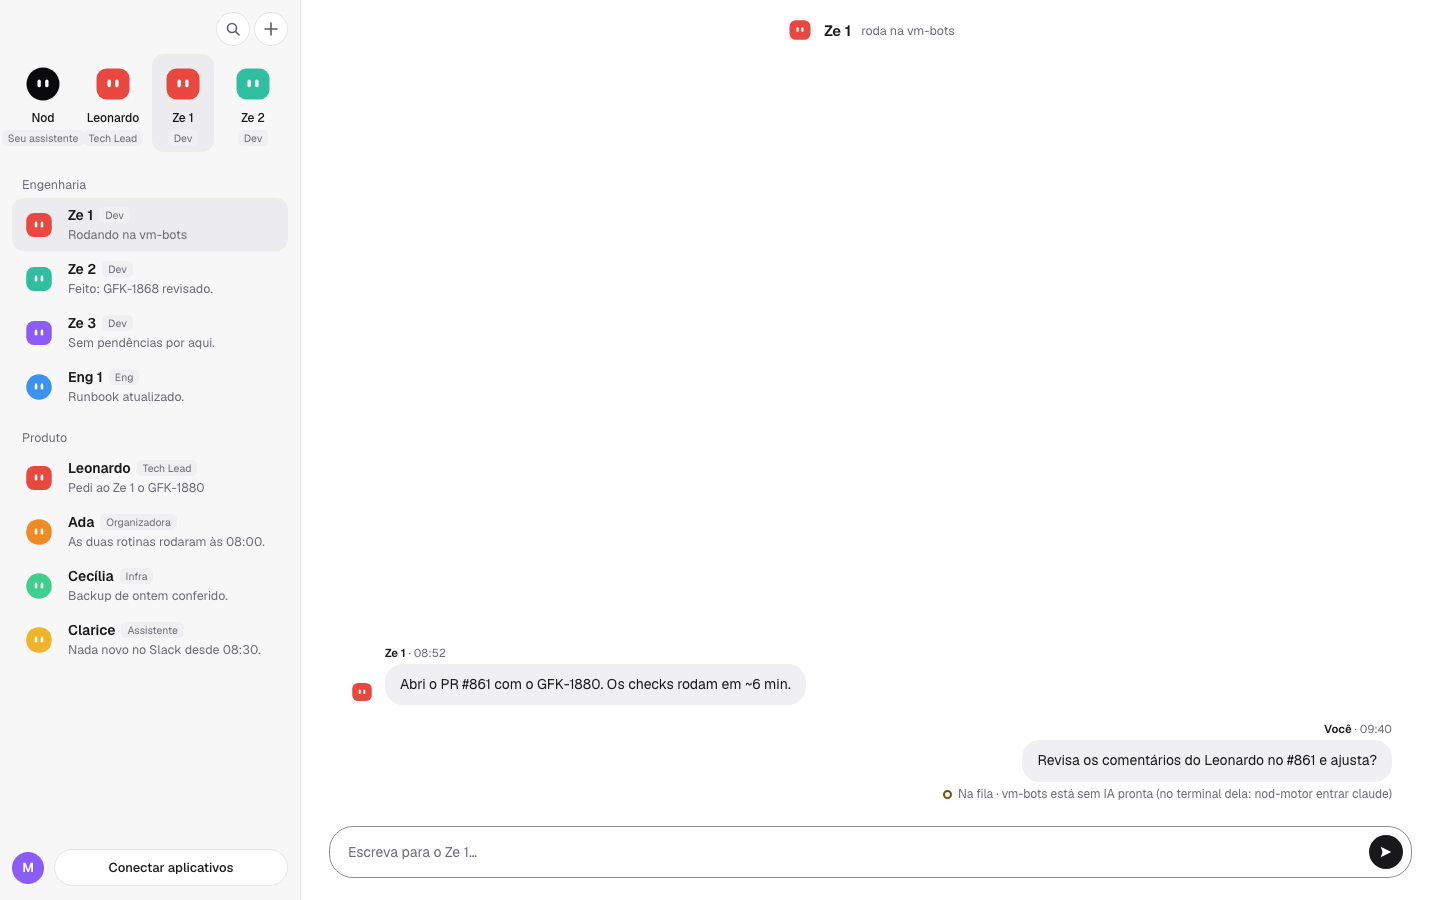 Nod
Seu assistente
Leonardo
Tech Lead
Ze 1
Dev
Ze 2
Dev
Engenharia
Ze 1 Dev
Rodando na vm-bots
Ze 2 Dev
Feito: GFK-1868 revisado.
Ze 3 Dev
Sem pendências por aqui.
Eng 1 Eng
Runbook atualizado.
Produto
Leonardo Tech Lead
Pedi ao Ze 1 o GFK-1880
Ada Organizadora
As duas rotinas rodaram às 08:00.
Cecília Infra
Backup de ontem conferido.
Clarice Assistente
Nada novo no Slack desde 08:30.
M
Conectar aplicativos
Ze 1 roda na vm-bots
Ze 1 · 08:52
Abri o PR #861 com o GFK-1880. Os checks rodam em ~6 min.
Você · 09:40
Revisa os comentários do Leonardo no #861 e ajusta?
Na fila · vm-bots está sem IA pronta (no terminal dela: nod-motor entrar claude)
Escreva para o Ze 1...